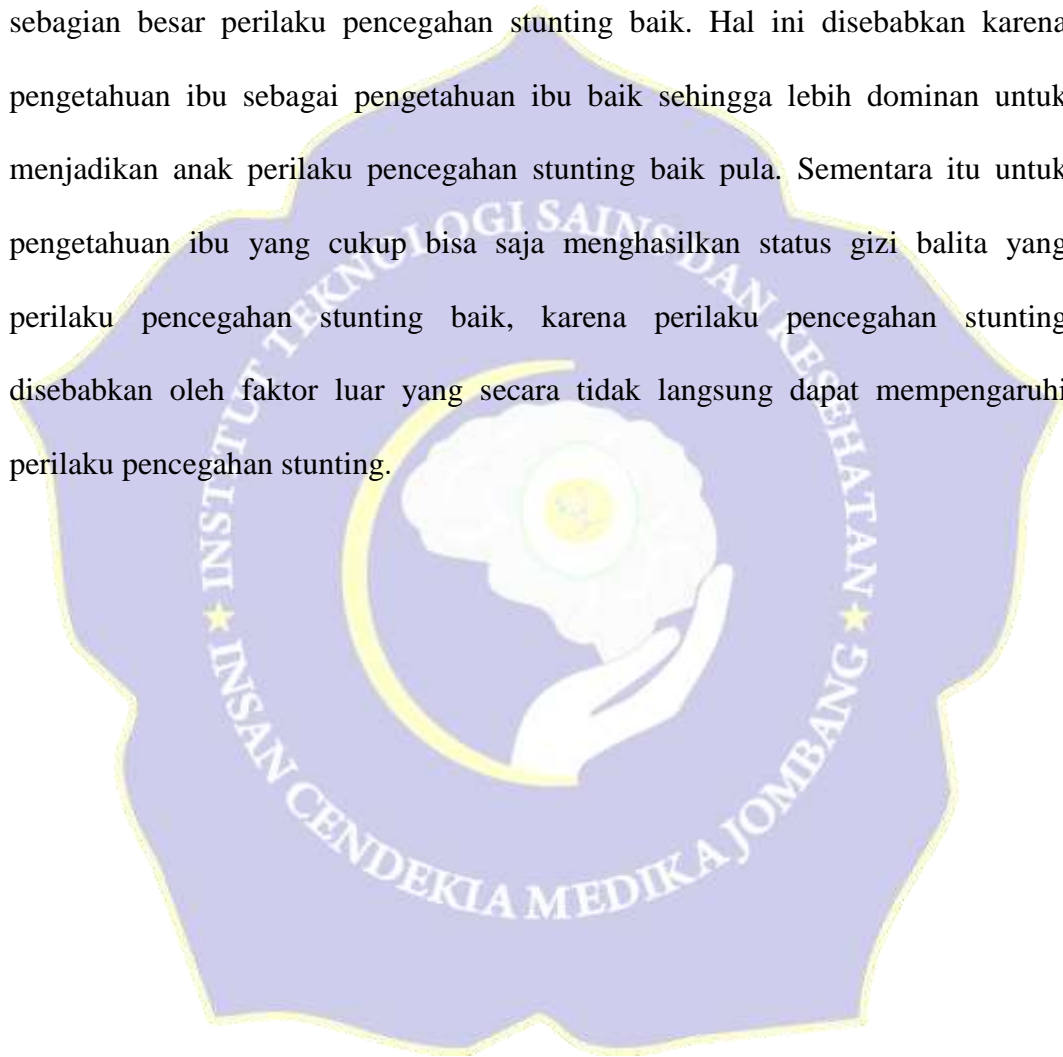 sebagian besar perilaku pencegahan stunting baik. Hal ini disebabkan karena
pengetahuan ibu sebagai pengetahuan ibu baik sehingga lebih dominan untuk
menjadikan anak perilaku pencegahan stunting baik pula. Sementara itu untuk
pengetahuan ibu yang cukup bisa saja menghasilkan status gizi balita yang
perilaku pencegahan stunting baik, karena perilaku pencegahan stunting
disebabkan oleh faktor luar yang secara tidak langsung dapat mempengaruhi
perilaku pencegahan stunting.
INSTITUT TEKNOLOGI SAINS DAN KESEHATAN
INSAN CENDEKIA MEDIKA JOMBANG